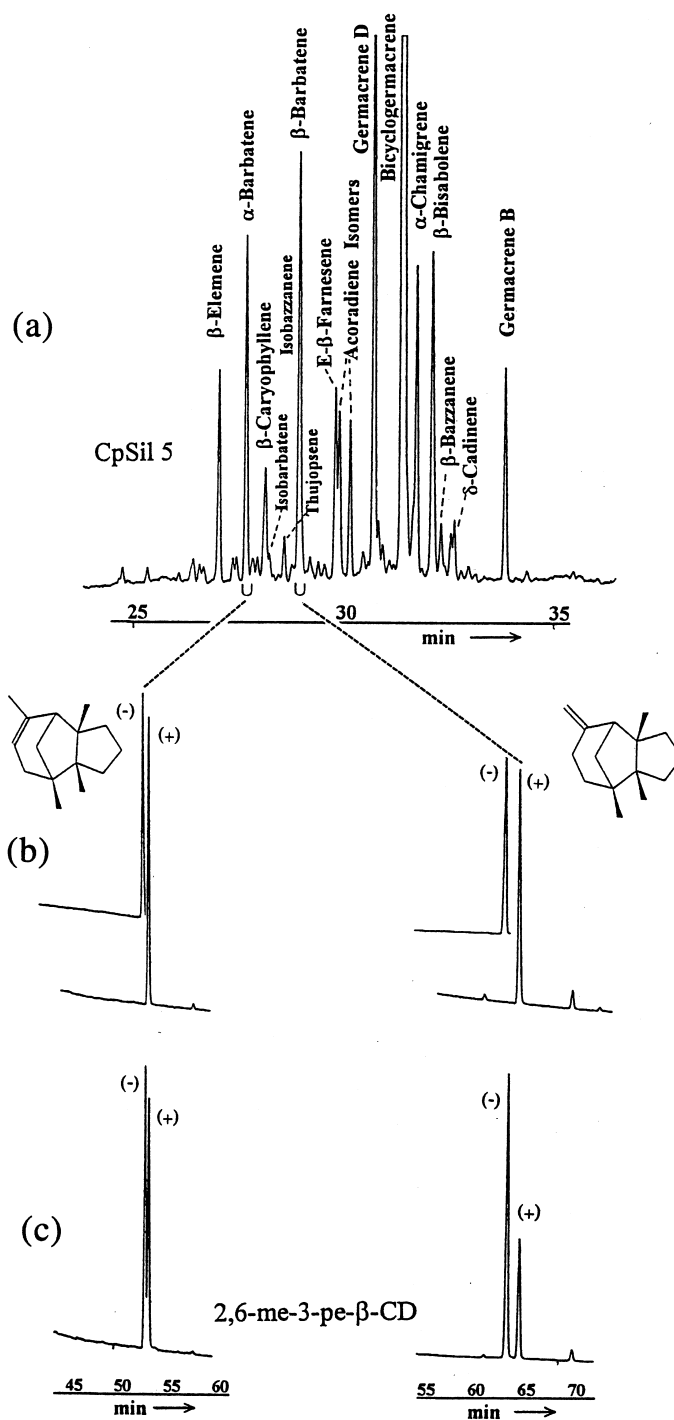 (a)
CpSil 5
β-Elemene
α-Barbatene
β-Caryophyllene
Isobarbatene
Thujopsene
Isobazzanene
β-Barbatene
E-β-Farnesene
Acoradiene Isomers
Germacrene D
Bicyclogermacrene
α-Chamigrene
β-Bisabolene
β-Bazzanene
δ-Cadinene
Germacrene B
25 30 35
min
(b)
(-)
(+)
(-)
(+)
(c)
(-)
(+)
(-)
(+)
2,6-me-3-pe-β-CD
45 50 55 60
min
55 60 65 70
min